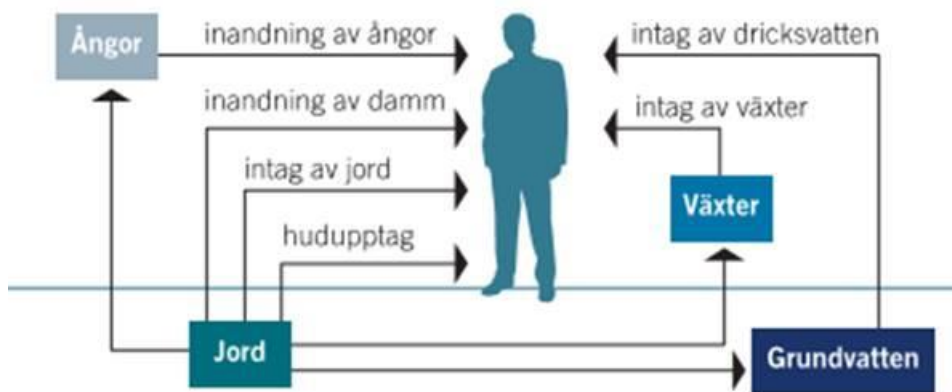 Ångor
inandning av ångor
intag av dricksvatten
inandning av damm
intag av växter
intag av jord
Växter
hudupptag
Jord
Grundvatten